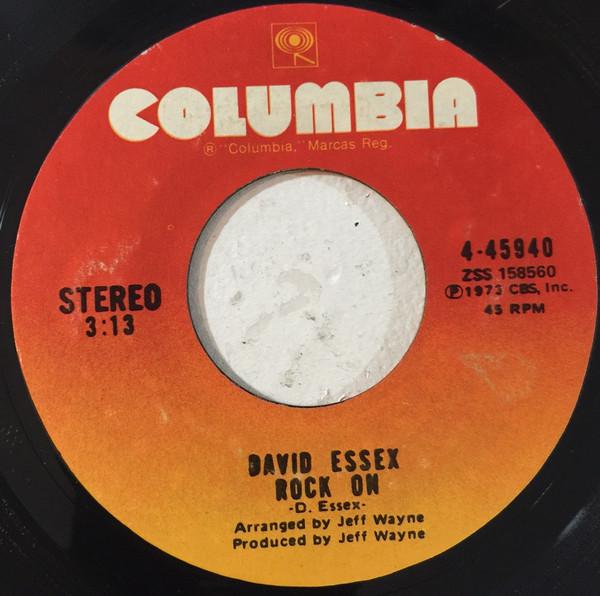 COLUMBIA
® "Columbia," Marcas Reg.
STEREO
3:13
4-45940
ZSS 158560
Ⓟ1973 CBS, Inc.
45 RPM
DAVID ESSEX
ROCK ON
-D. Essex-
Arranged by Jeff Wayne
Produced by Jeff Wayne